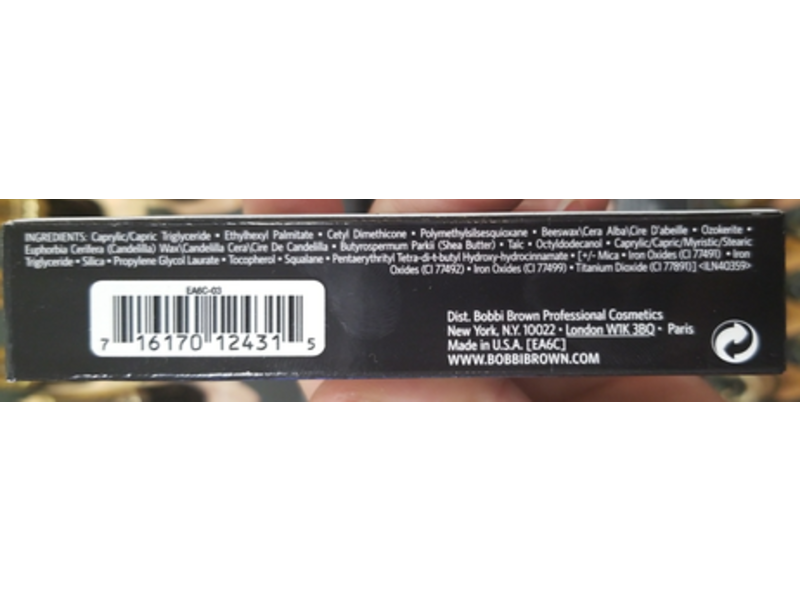 INGREDIENTS: Caprylic/Capric Triglyceride • Ethylhexyl Palmitate • Cetyl Dimethicone • Polymethylsilsesquioxane • Beeswax\Cera Alba\Cire D'abeille • Ozokerite •
Euphorbia Cerifera (Candelilla) Wax\Candelilla Cera\Cire De Candelilla • Butyrospermum Parkii (Shea Butter) • Talc • Octyldodecanol • Caprylic/Capric/Myristic/Stearic
Triglyceride • Silica • Propylene Glycol Laurate • Tocopherol • Squalane • Pentaerythrityl Tetra-di-t-butyl Hydroxy-hydrocinnamate • [+/- Mica • Iron Oxides (CI 77491) • Iron
Oxides (CI 77492) • Iron Oxides (CI 77499) • Titanium Dioxide (CI 77891)] <ILN40359>
EA6C-03
7 16170 12431 5
Dist. Bobbi Brown Professional Cosmetics
New York, N.Y. 10022 • London W1K 3BQ • Paris
Made in U.S.A. [EA6C]
WWW.BOBBIBROWN.COM